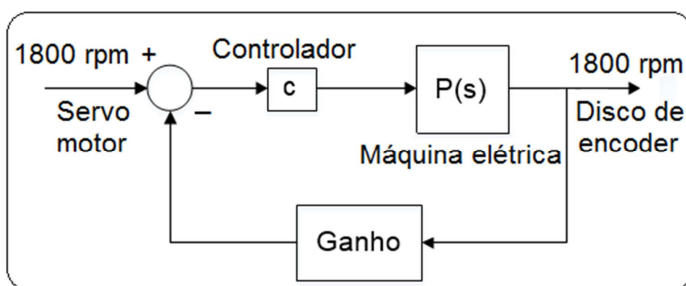 1800 rpm +
Servo
motor
–
Controlador
c
P(s)
Máquina elétrica
1800 rpm
Disco de
encoder
Ganho